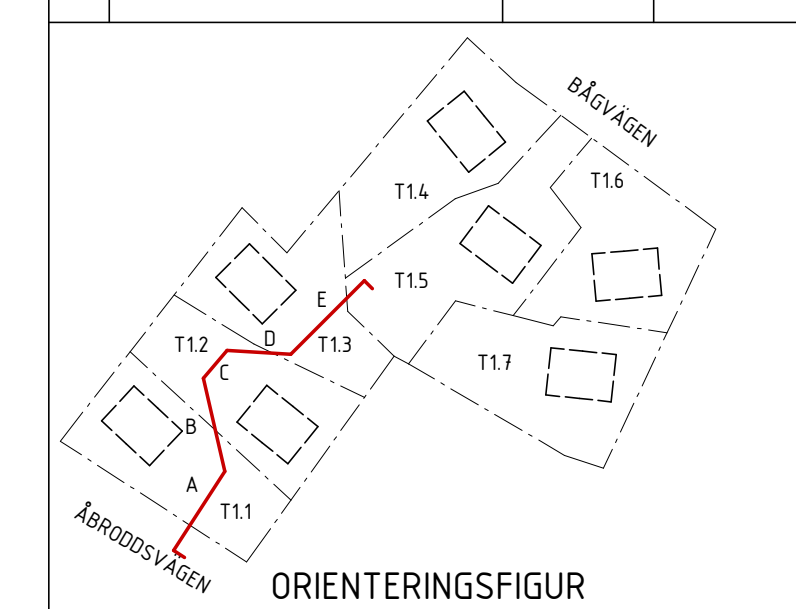 BÅGVÄGEN
T1.6
T1.4
T1.5
E
D
T1.2
T1.3
C
T1.7
B
A
T1.1
ÅBRODDSVÄGEN
ORIENTERINGSFIGUR